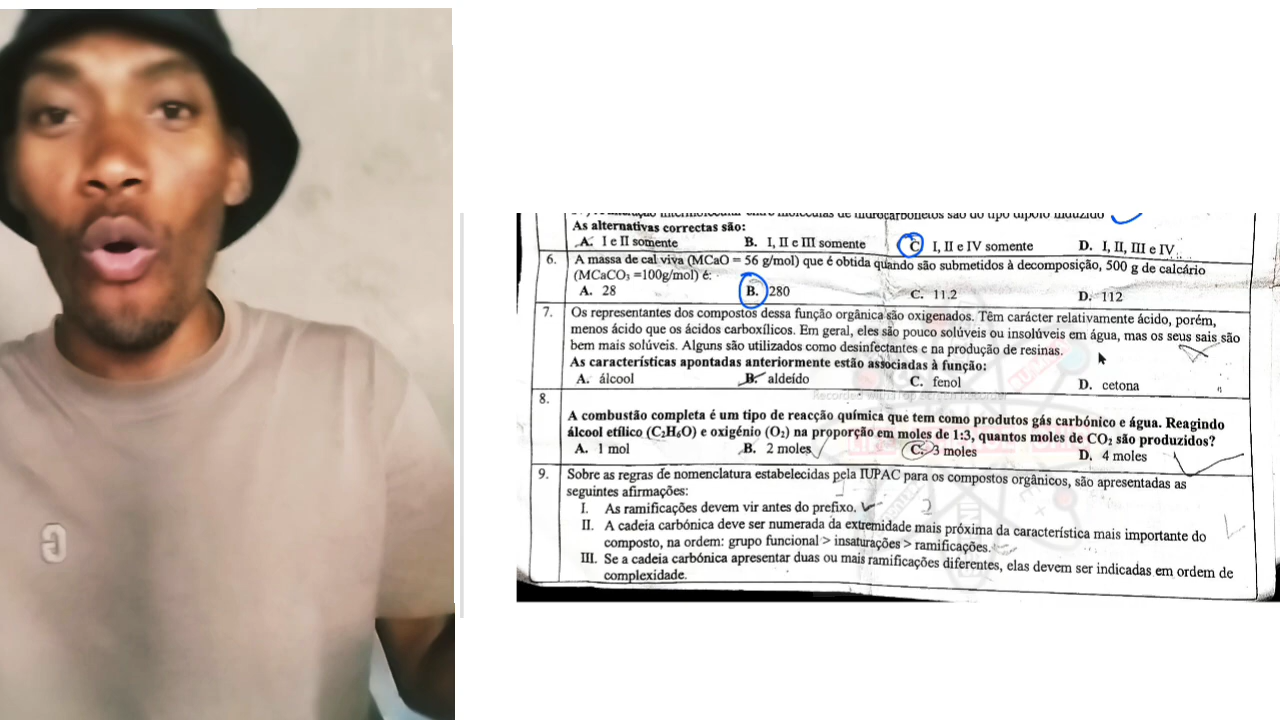 As alternativas correctas são:
A. I e II somente B. I, II e III somente C I, II e IV somente D. I, II, III e IV
6. A massa de cal viva (MCaO = 56 g/mol) que é obtida quando são submetidos à decomposição, 500 g de calcário
(MCaCO₃ =100g/mol) é:
A. 28 B. 280 C. 11.2 D. 112
7. Os representantes dos compostos dessa função orgânica são oxigenados. Têm carácter relativamente ácido, porém,
menos ácido que os ácidos carboxílicos. Em geral, eles são pouco solúveis ou insolúveis em água, mas os seus sais são
bem mais solúveis. Alguns são utilizados como desinfectantes e na produção de resinas.
As características apontadas anteriormente estão associadas à função:
A. álcool B. aldeído C. fenol D. cetona
Recorded with Top Screen Recorder
8.
A combustão completa é um tipo de reacção química que tem como produtos gás carbónico e água. Reagindo
álcool etílico (C₂H₆O) e oxigénio (O₂) na proporção em moles de 1:3, quantos moles de CO₂ são produzidos?
A. 1 mol B. 2 moles C. 3 moles D. 4 moles
9. Sobre as regras de nomenclatura estabelecidas pela IUPAC para os compostos orgânicos, são apresentadas as
seguintes afirmações:
I. As ramificações devem vir antes do prefixo.
II. A cadeia carbónica deve ser numerada da extremidade mais próxima da característica mais importante do
composto, na ordem: grupo funcional > insaturações > ramificações.
III. Se a cadeia carbónica apresentar duas ou mais ramificações diferentes, elas devem ser indicadas em ordem de
complexidade.